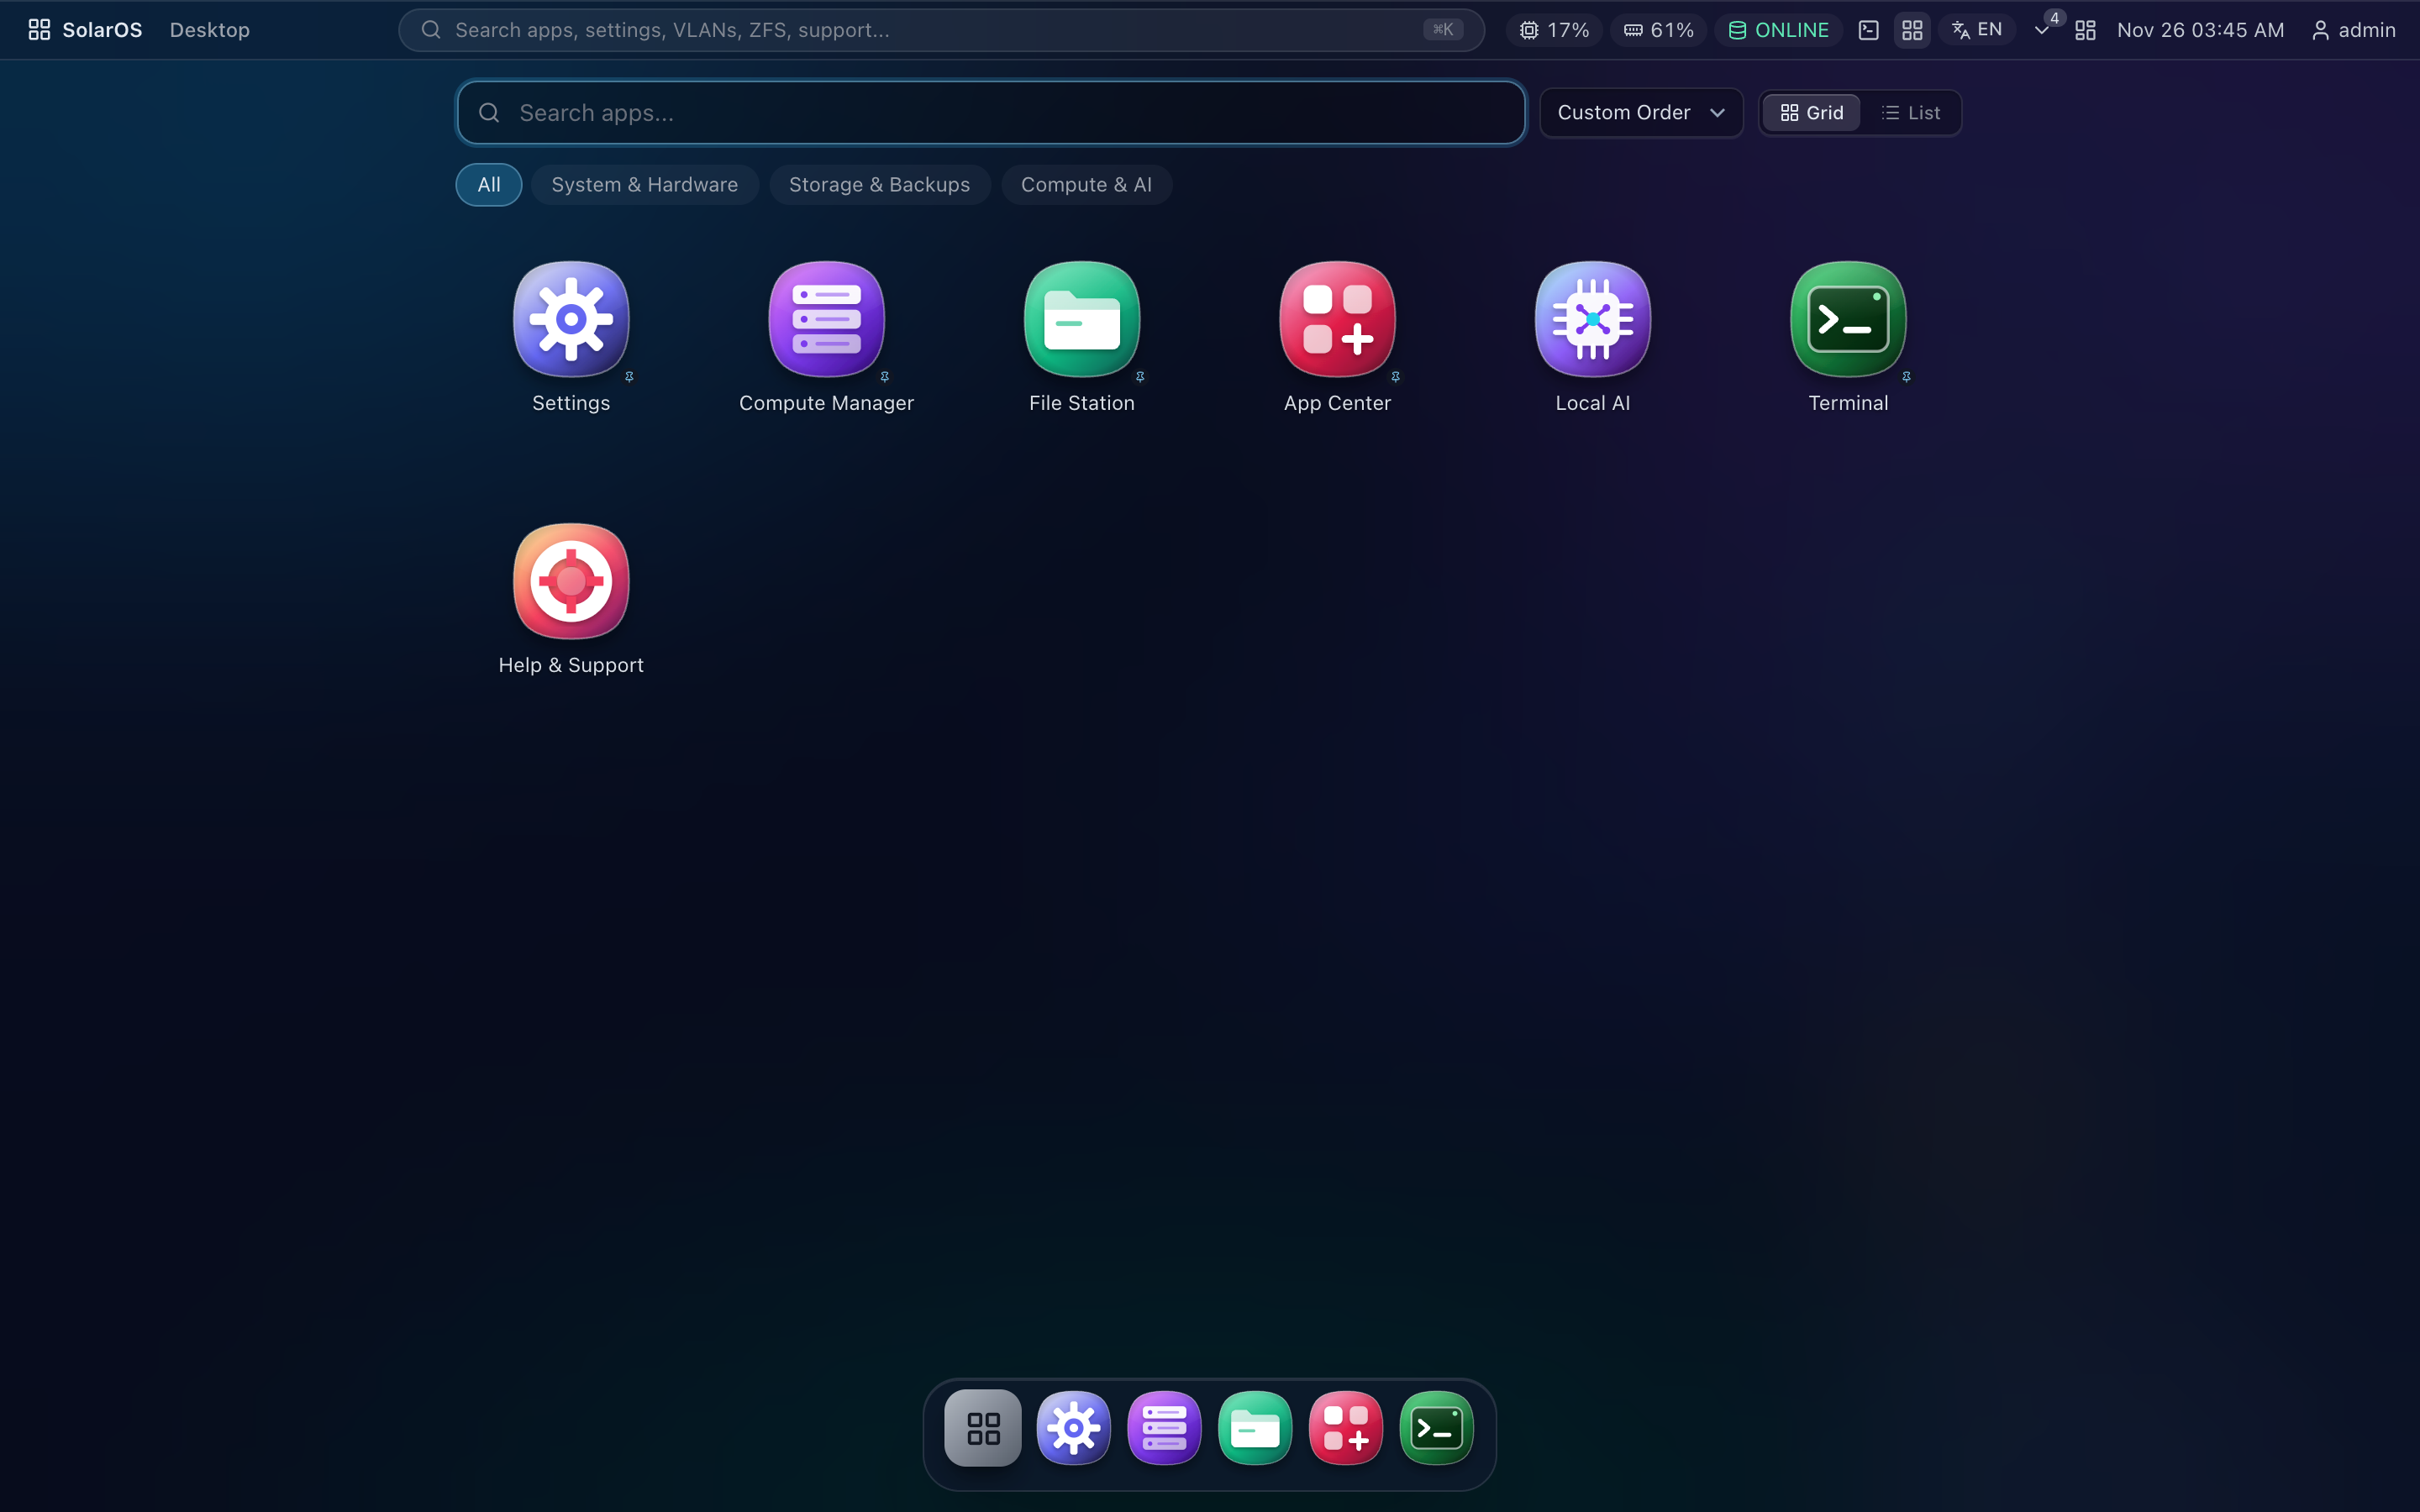 SolarOS Desktop Search apps, settings, VLANs, ZFS, support... ⌘K 17% 61% ONLINE EN 4 Nov 26 03:45 AM admin
Search apps... Custom Order Grid List
All System & Hardware Storage & Backups Compute & AI
Settings Compute Manager File Station App Center Local AI Terminal
Help & Support